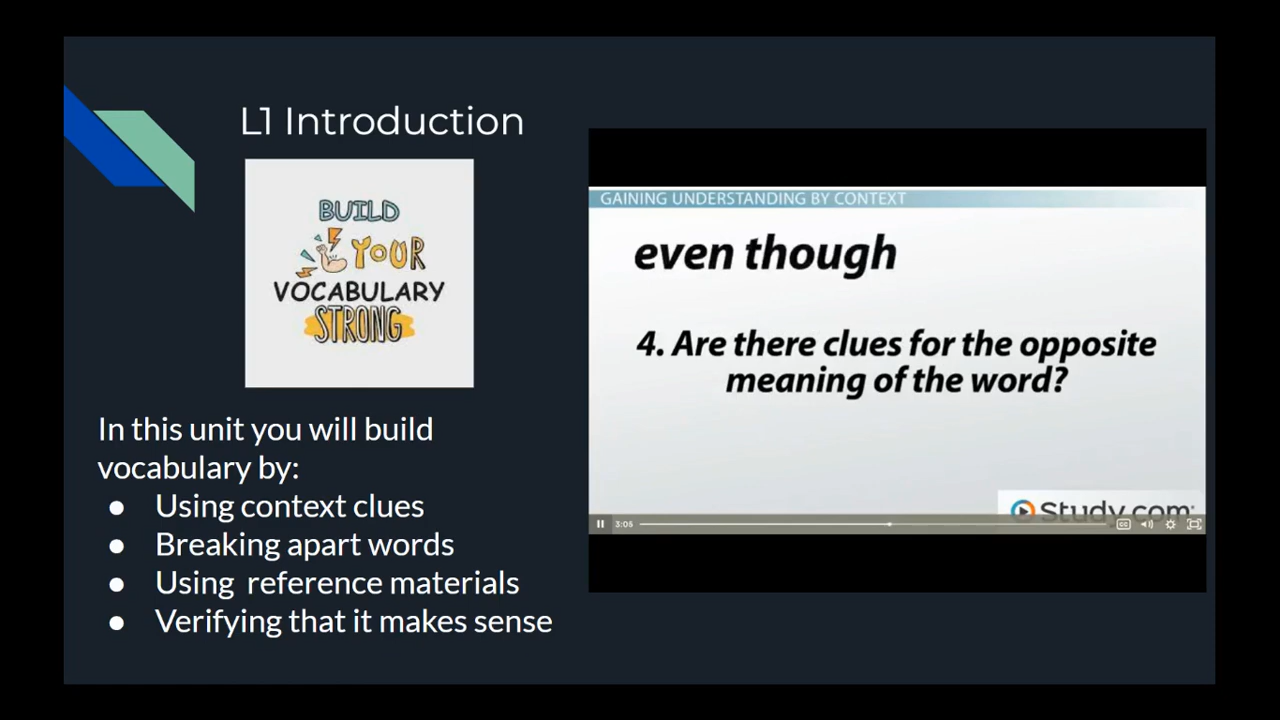 L1 Introduction
BUILD
YOUR
VOCABULARY
STRONG
In this unit you will build
vocabulary by:
● Using context clues
● Breaking apart words
● Using reference materials
● Verifying that it makes sense
GAINING UNDERSTANDING BY CONTEXT
even though
4. Are there clues for the opposite
meaning of the word?
Study.com
3:05
CC